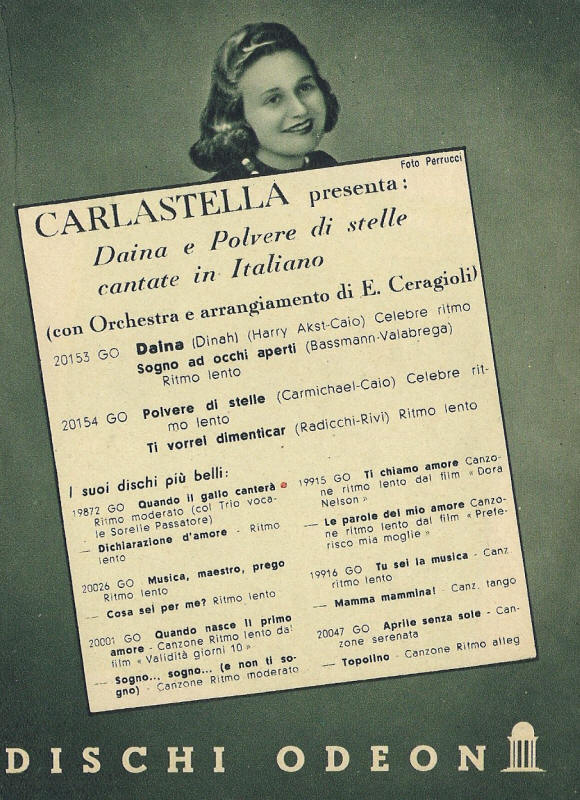 Foto Perrucci
CARLASTELLA presenta:
Daina e Polvere di stelle
cantate in Italiano
(con Orchestra e arrangiamento di E. Ceragioli)
20153 GO Daina (Dinah) (Harry Akst-Caio) Celebre ritmo
Sogno ad occhi aperti (Bassmann-Valabrega)
Ritmo lento
20154 GO Polvere di stelle (Carmichael-Caio) Celebre rit-
mo lento
Ti vorrei dimenticar (Radicchi-Rivi) Ritmo lento
I suoi dischi più belli:
19872 GO Quando il gallo canterà
Ritmo moderato (col Trio voca-
le Sorelle Passatore)
— Dichiarazione d'amore - Ritmo
lento
20026 GO Musica, maestro, prego
Ritmo lento
— Cosa sei per me? Ritmo lento
20001 GO Quando nasce il primo
amore - Canzone Ritmo lento dal
film « Validità giorni 10 »
— Sogno... sogno... (e non ti so-
gno) - Canzone Ritmo moderato
19915 GO Ti chiamo amore Canzo-
ne ritmo lento dal film « Dora
Nelson »
— Le parole del mio amore Canzo-
ne ritmo lento dal film « Prefe-
risco mia moglie »
19916 GO Tu sei la musica - Canz
ritmo lento
— Mamma mammina! - Canz. tango
20047 GO Aprile senza sole - Can-
zone serenata
— Topolino - Canzone Ritmo alleg
DISCHI ODEON